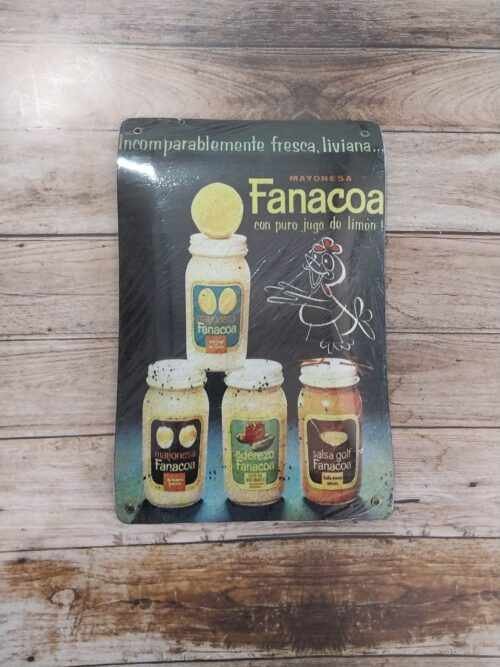 Incomparablemente fresca, liviana...
MAYONESA
Fanacoa
con puro jugo de limón!
mayonesa
Fanacoa
mayonesa
Fanacoa
aderezo
Fanacoa
salsa golf
Fanacoa